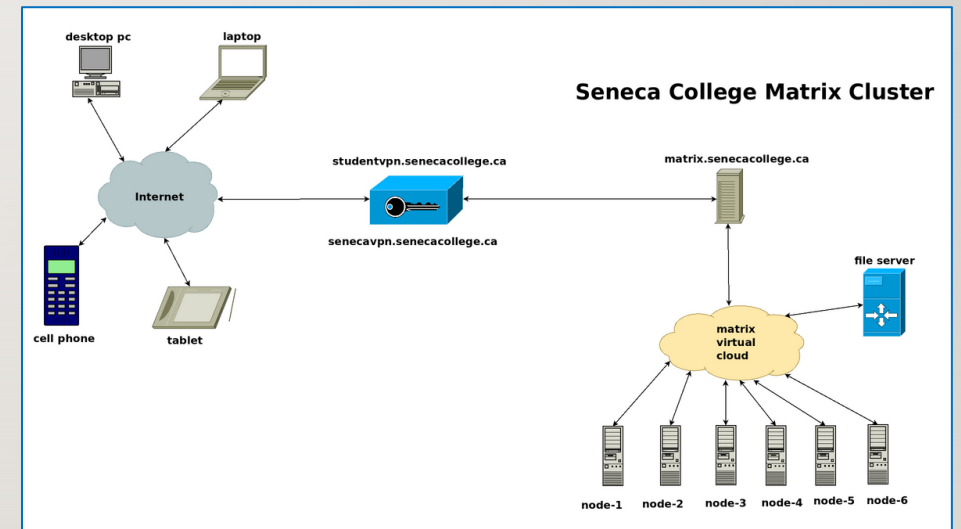 desktop pc
laptop
Seneca College Matrix Cluster
studentvpn.senecacollege.ca
matrix.senecacollege.ca
Internet
senecavpn.senecacollege.ca
file server
cell phone
tablet
matrix
virtual
cloud
node-1
node-2
node-3
node-4
node-5
node-6